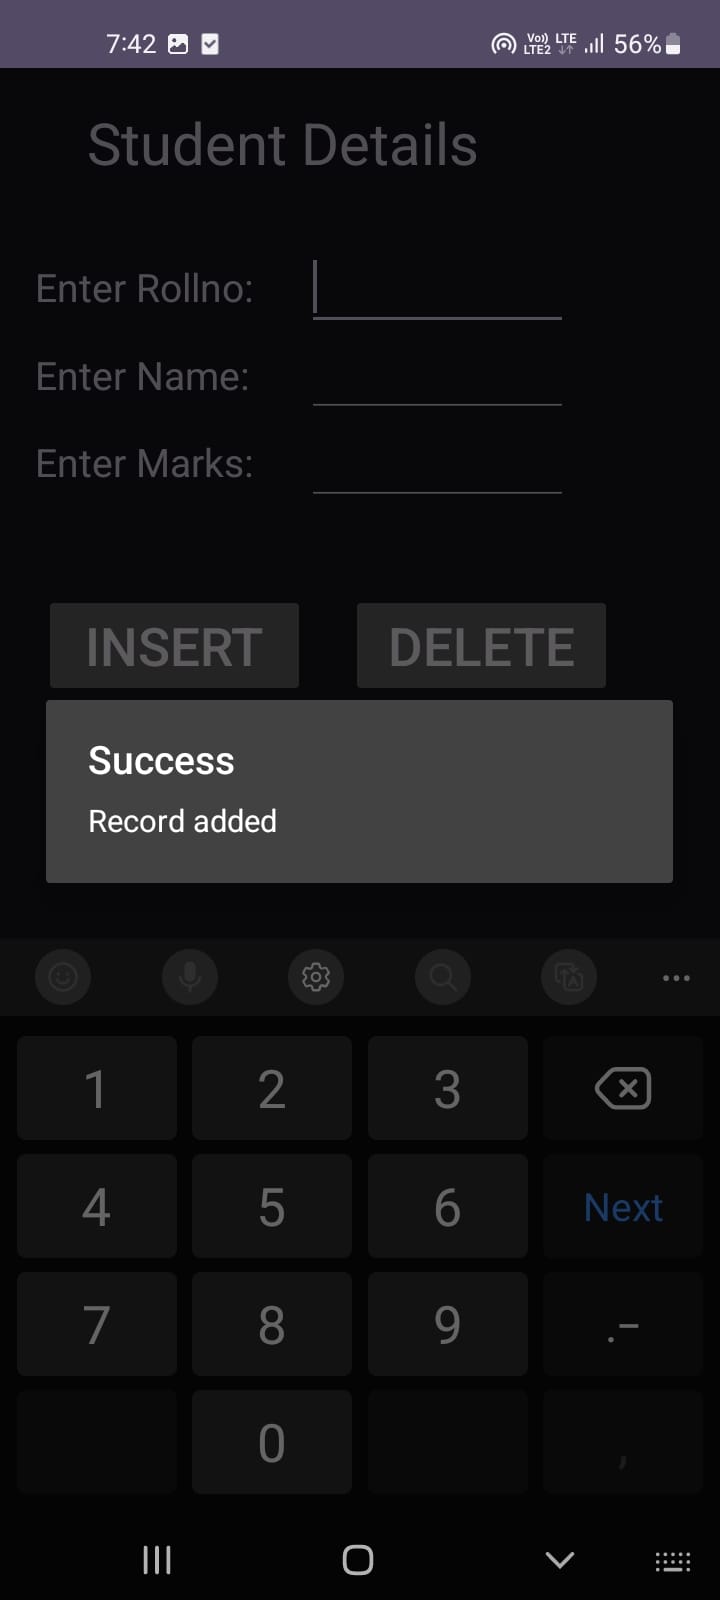 7:42 Vo)) LTE2 LTE 56%
Student Details
Enter Rollno:
Enter Name:
Enter Marks:
INSERT DELETE
Success
Record added
1 2 3
4 5 6 Next
7 8 9 .-
0 ,